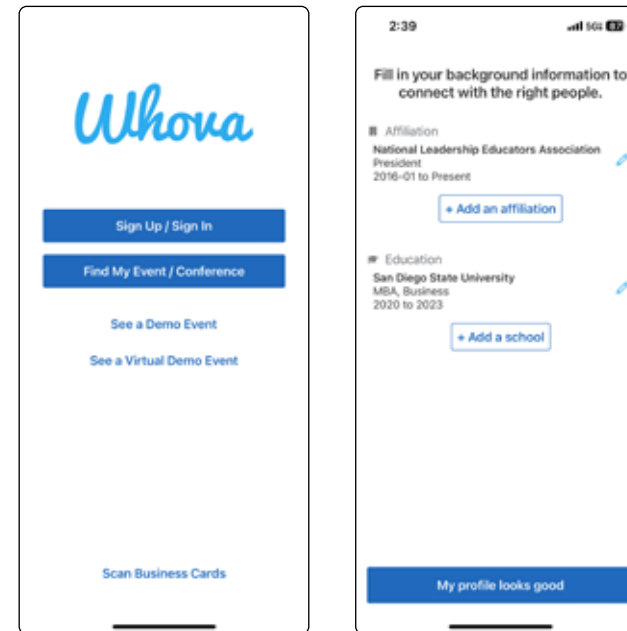 Whova
Sign Up / Sign In
Find My Event / Conference
See a Demo Event
See a Virtual Demo Event
Scan Business Cards
2:39
87
Fill in your background information to
connect with the right people.
Affiliation
National Leadership Educators Association
President
2016-01 to Present
+ Add an affiliation
Education
San Diego State University
MBA, Business
2020 to 2023
+ Add a school
My profile looks good